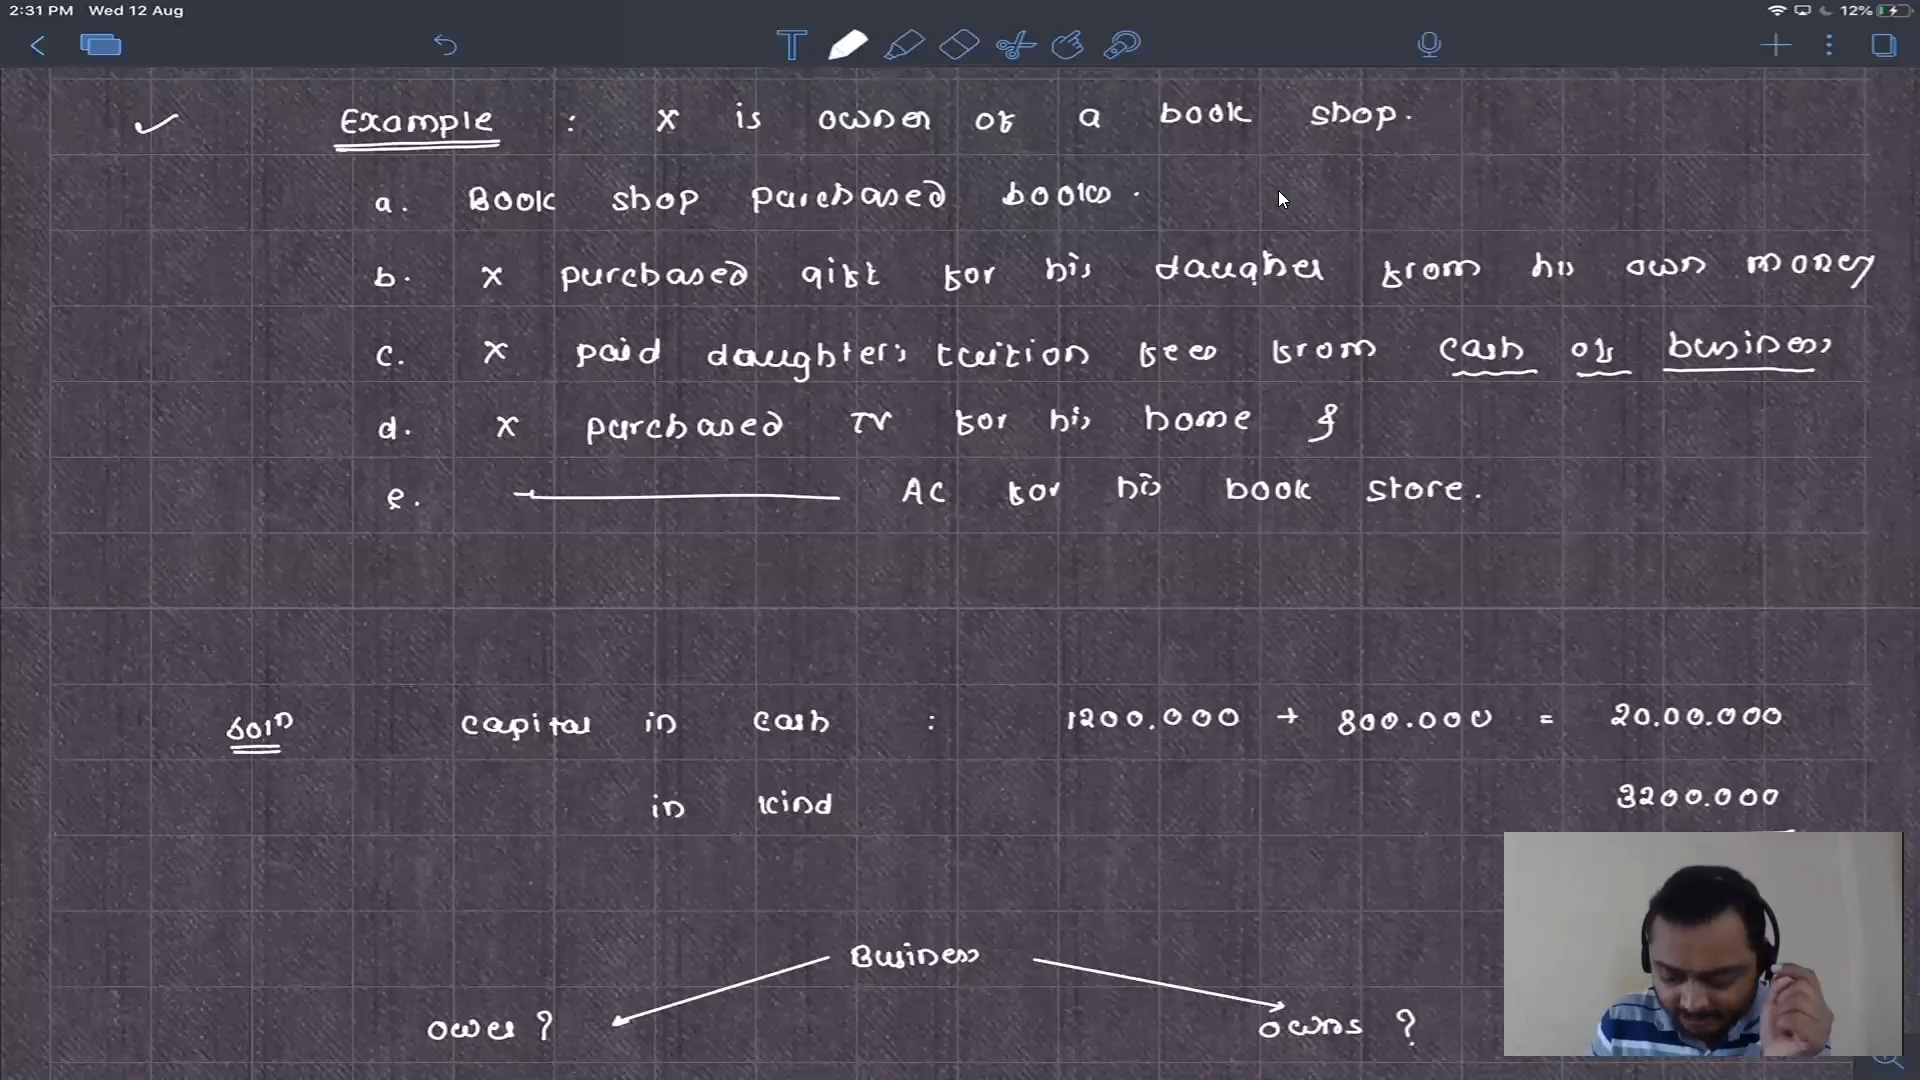 2:31 PM Wed 12 Aug 12%
T
Example : X is owner of a book shop.
a. Book shop purchased books.
b. X purchased gift for his daugher from his own money
c. X paid daughter's tuition fees from cash of business
d. X purchased TV for his home &
e. AC for his book store.
Solⁿ capital in cash : 1200.000 + 800.000 = 20.00.000
in kind 3200.000
Business
owes ? owns ?